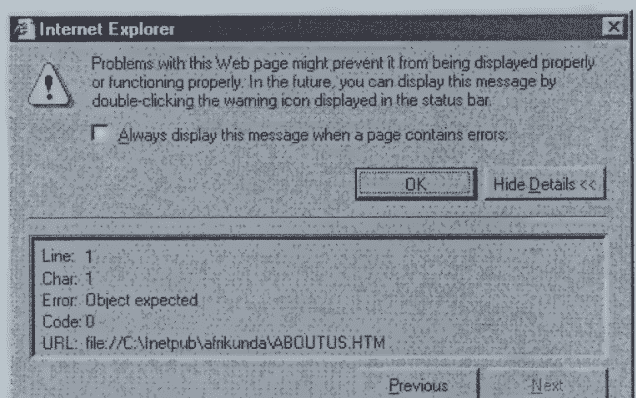 Internet Explorer
Problems with this Web page might prevent it from being displayed properly
or functioning properly. In the future, you can display this message by
double-clicking the warning icon displayed in the status bar.
Always display this message when a page contains errors.
OK
Hide Details <<
Line: 1
Char: 1
Error: Object expected
Code: 0
URL: file://C:\Inetpub\afrikunda\ABOUTUS.HTM
Previous
Next